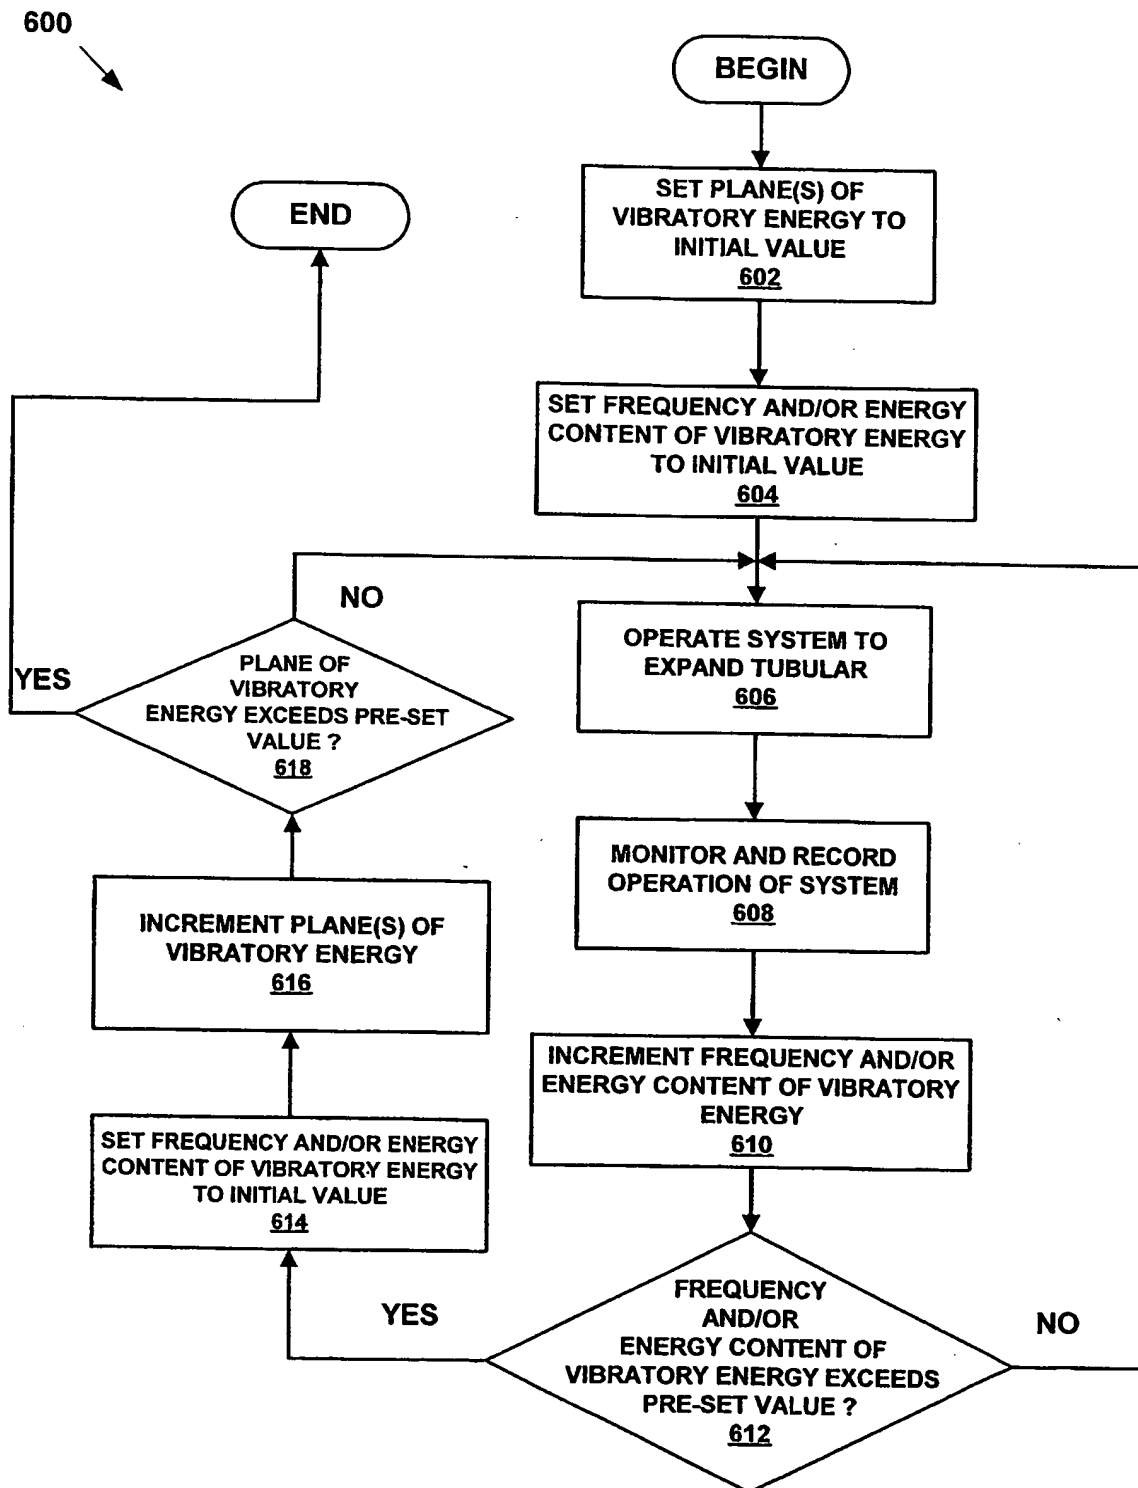 600
BEGIN
SET PLANE(S) OF
VIBRATORY ENERGY TO
INITIAL VALUE
602
END
SET FREQUENCY AND/OR ENERGY
CONTENT OF VIBRATORY ENERGY
TO INITIAL VALUE
604
NO
OPERATE SYSTEM TO
EXPAND TUBULAR
606
YES
PLANE OF
VIBRATORY
ENERGY EXCEEDS PRE-SET
VALUE ?
618
MONITOR AND RECORD
OPERATION OF SYSTEM
608
INCREMENT PLANE(S) OF
VIBRATORY ENERGY
616
INCREMENT FREQUENCY AND/OR
ENERGY CONTENT OF VIBRATORY
ENERGY
610
SET FREQUENCY AND/OR ENERGY
CONTENT OF VIBRATORY ENERGY
TO INITIAL VALUE
614
YES
FREQUENCY
AND/OR
ENERGY CONTENT OF
VIBRATORY ENERGY EXCEEDS
PRE-SET VALUE ?
612
NO